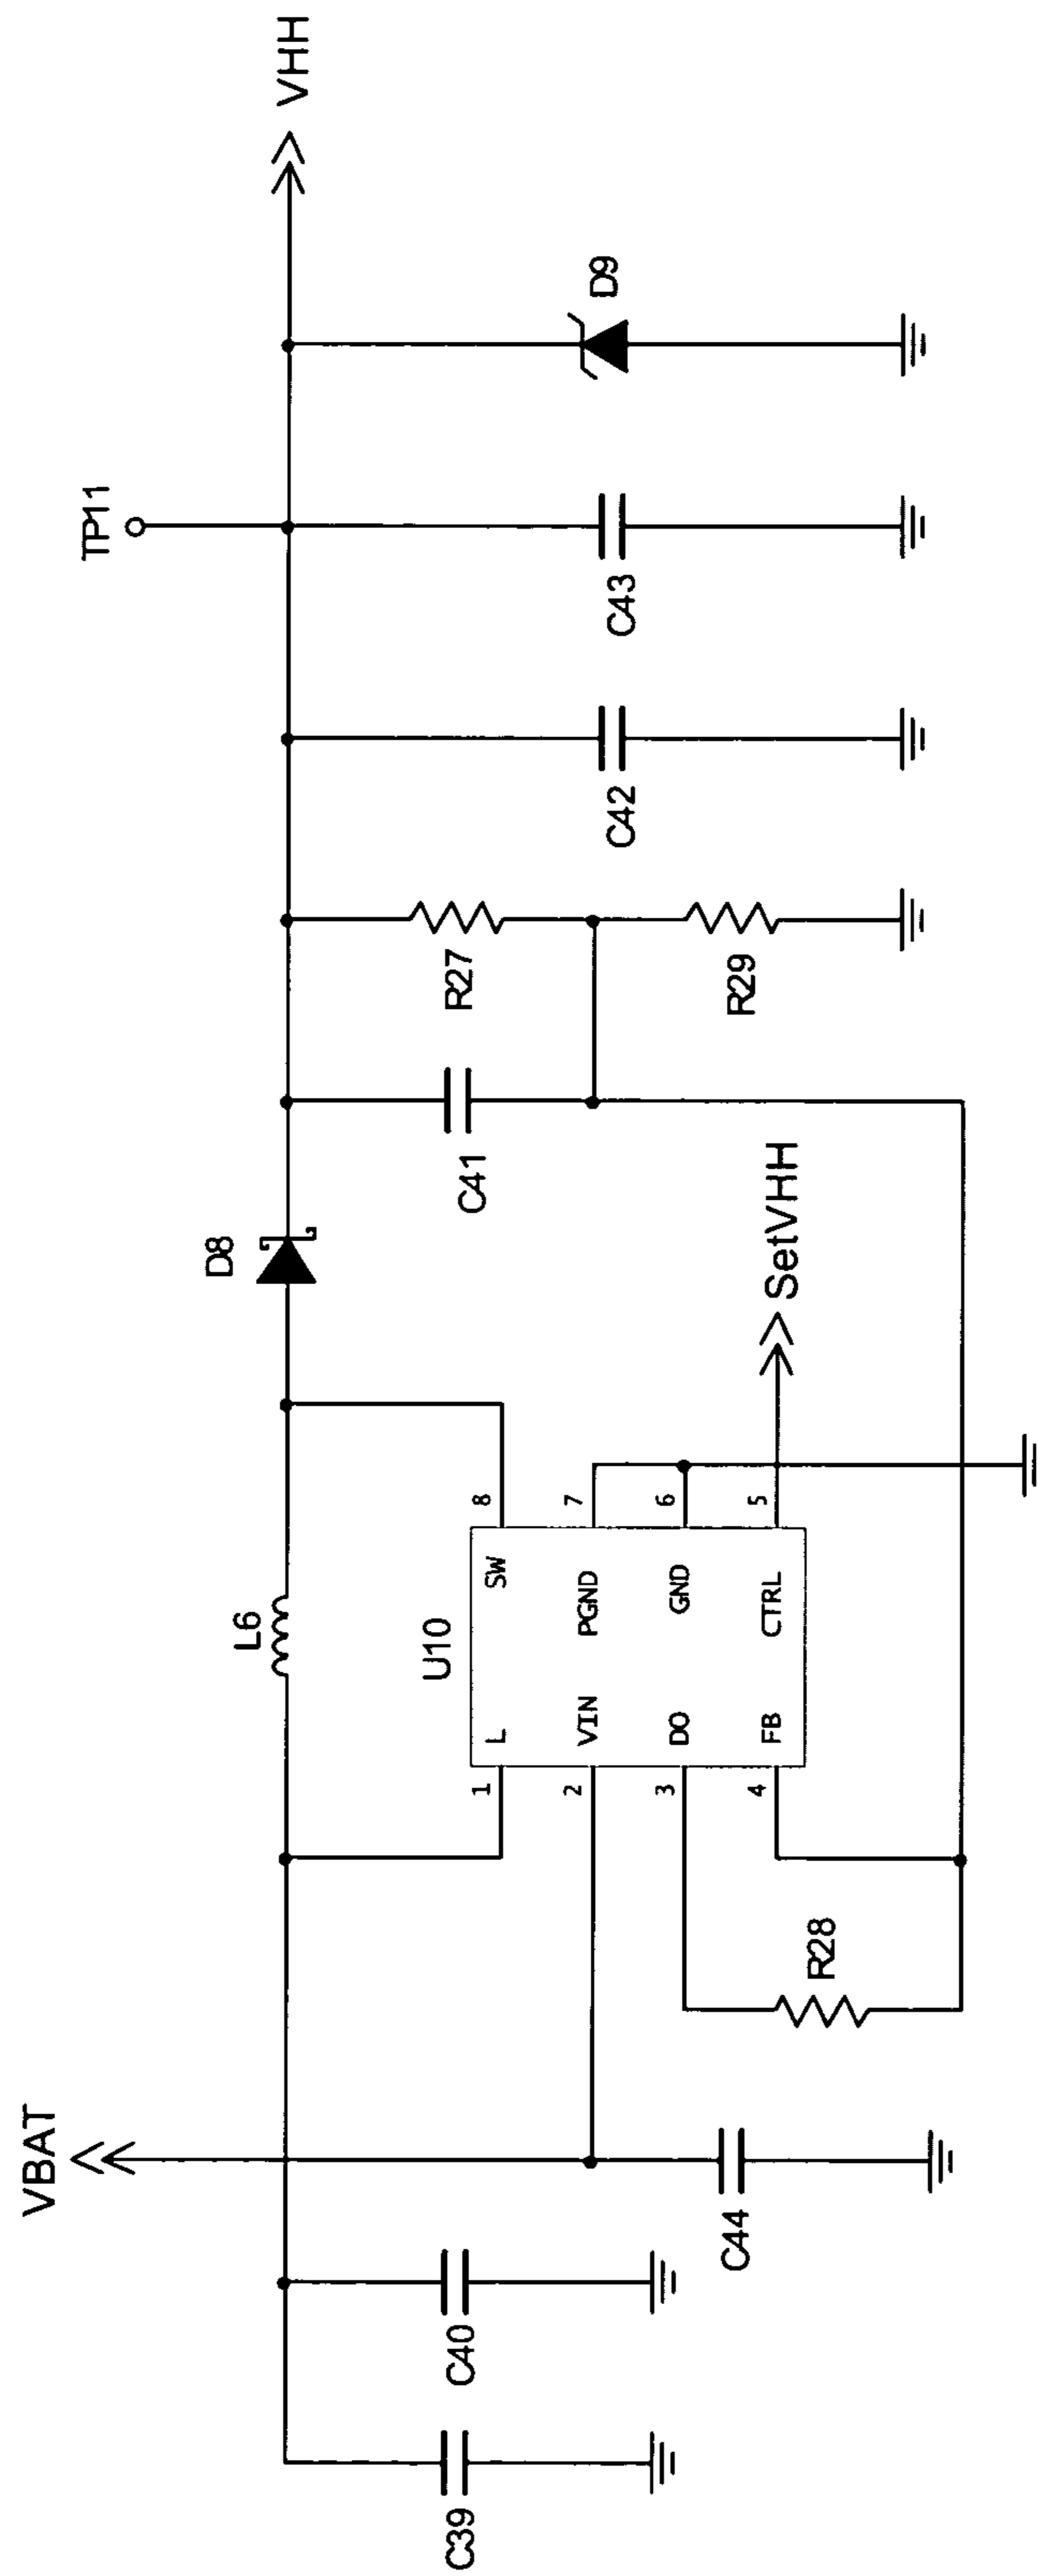 VHH
D9
TP11
C43
C42
R27
R29
C41
D8
SetVHH
L6
U10
8
7
6
5
SW
PGND
GND
CTRL
L
VIN
DO
FB
1
2
3
4
R28
VBAT
C44
C40
C39